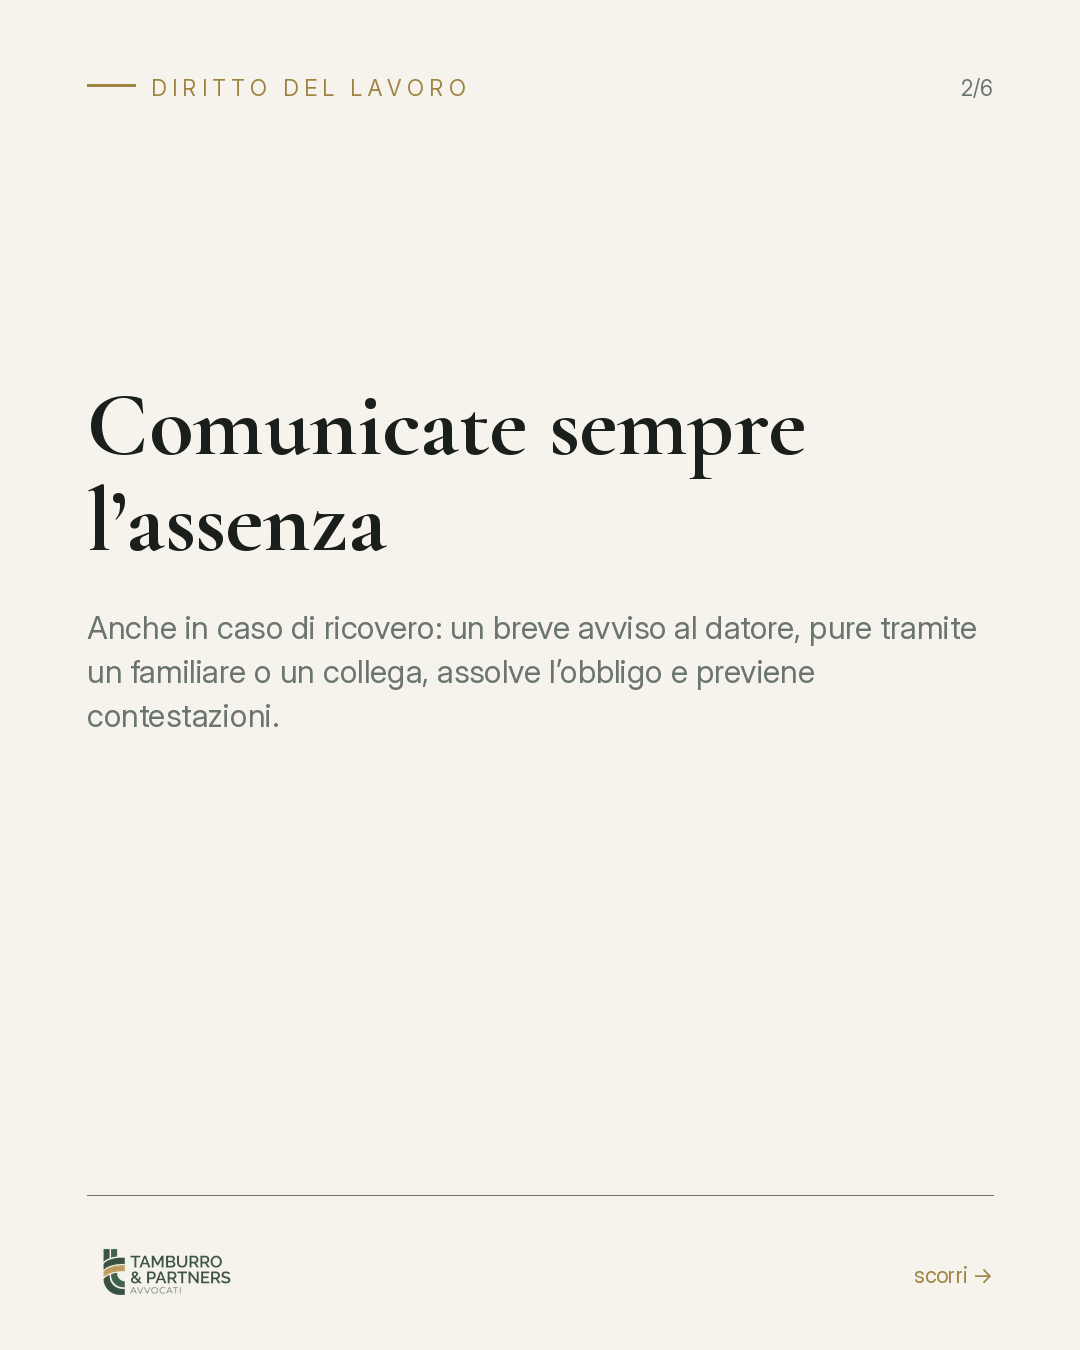 DIRITTO DEL LAVORO
2/6
Comunicate sempre
l’assenza
Anche in caso di ricovero: un breve avviso al datore, pure tramite
un familiare o un collega, assolve l’obbligo e previene
contestazioni.
TAMBURRO
& PARTNERS
AVVOCATI
scorri →